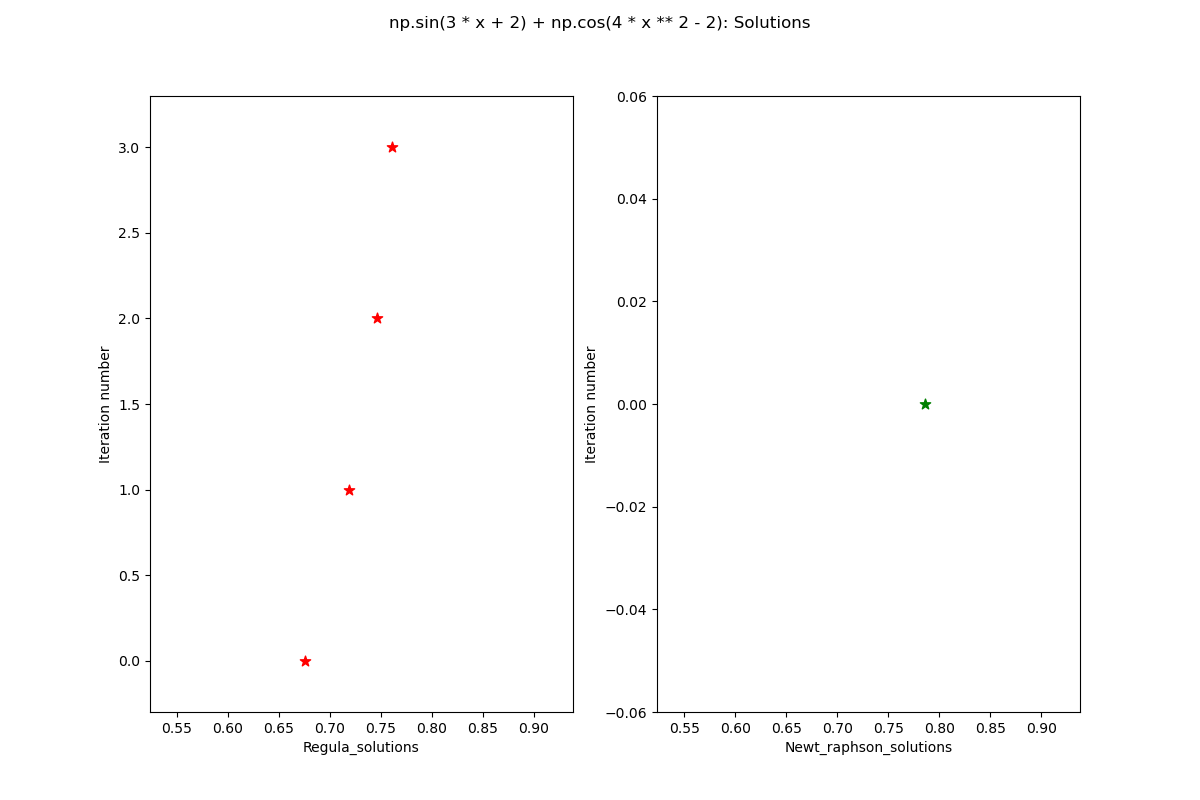 np.sin(3 * x + 2) + np.cos(4 * x ** 2 - 2): Solutions
3.0
2.5
2.0
1.5
1.0
0.5
0.0
Iteration number
0.55 0.60 0.65 0.70 0.75 0.80 0.85 0.90
Regula_solutions
0.06
0.04
0.02
0.00
−0.02
−0.04
−0.06
Iteration number
0.55 0.60 0.65 0.70 0.75 0.80 0.85 0.90
Newt_raphson_solutions